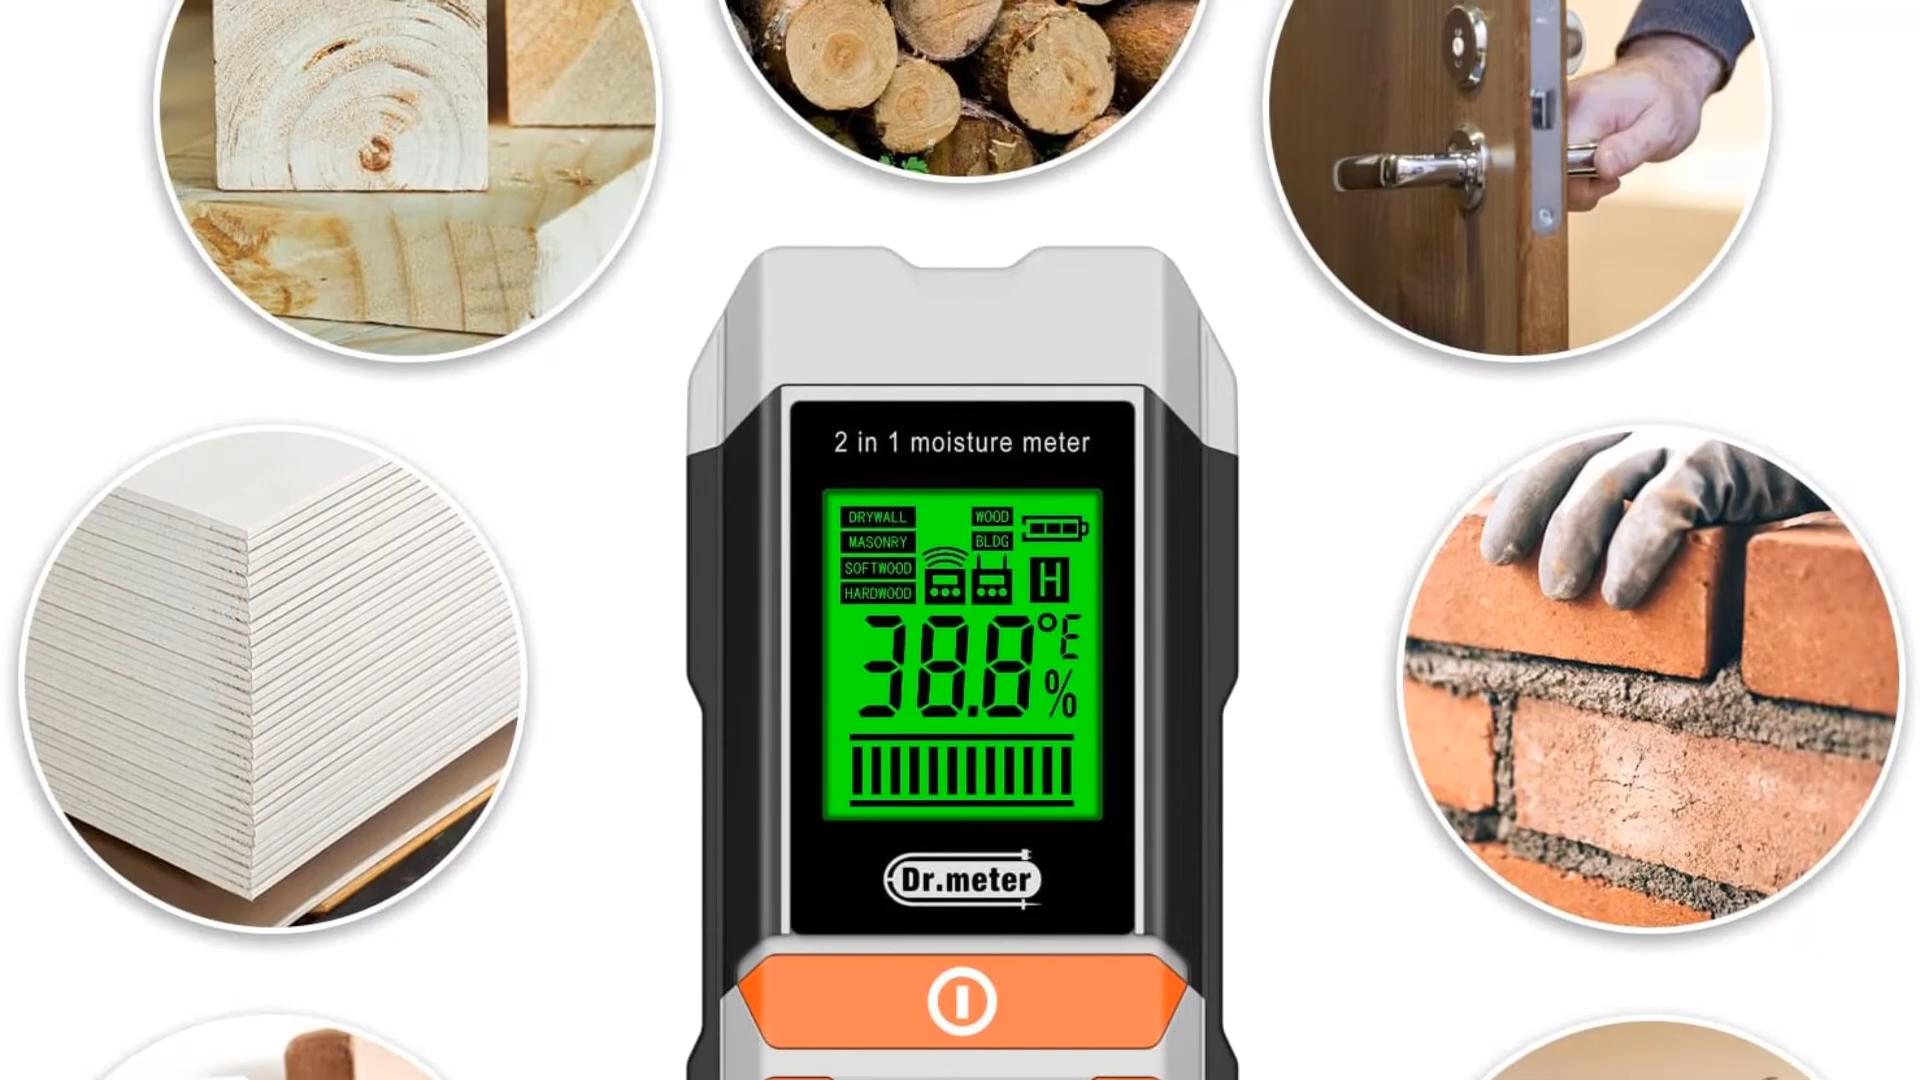 2 in 1 moisture meter
DRYWALL
WOOD
MASONRY
BLDG
SOFTWOOD
HARDWOOD
H
38.8
°E
%
Dr.meter